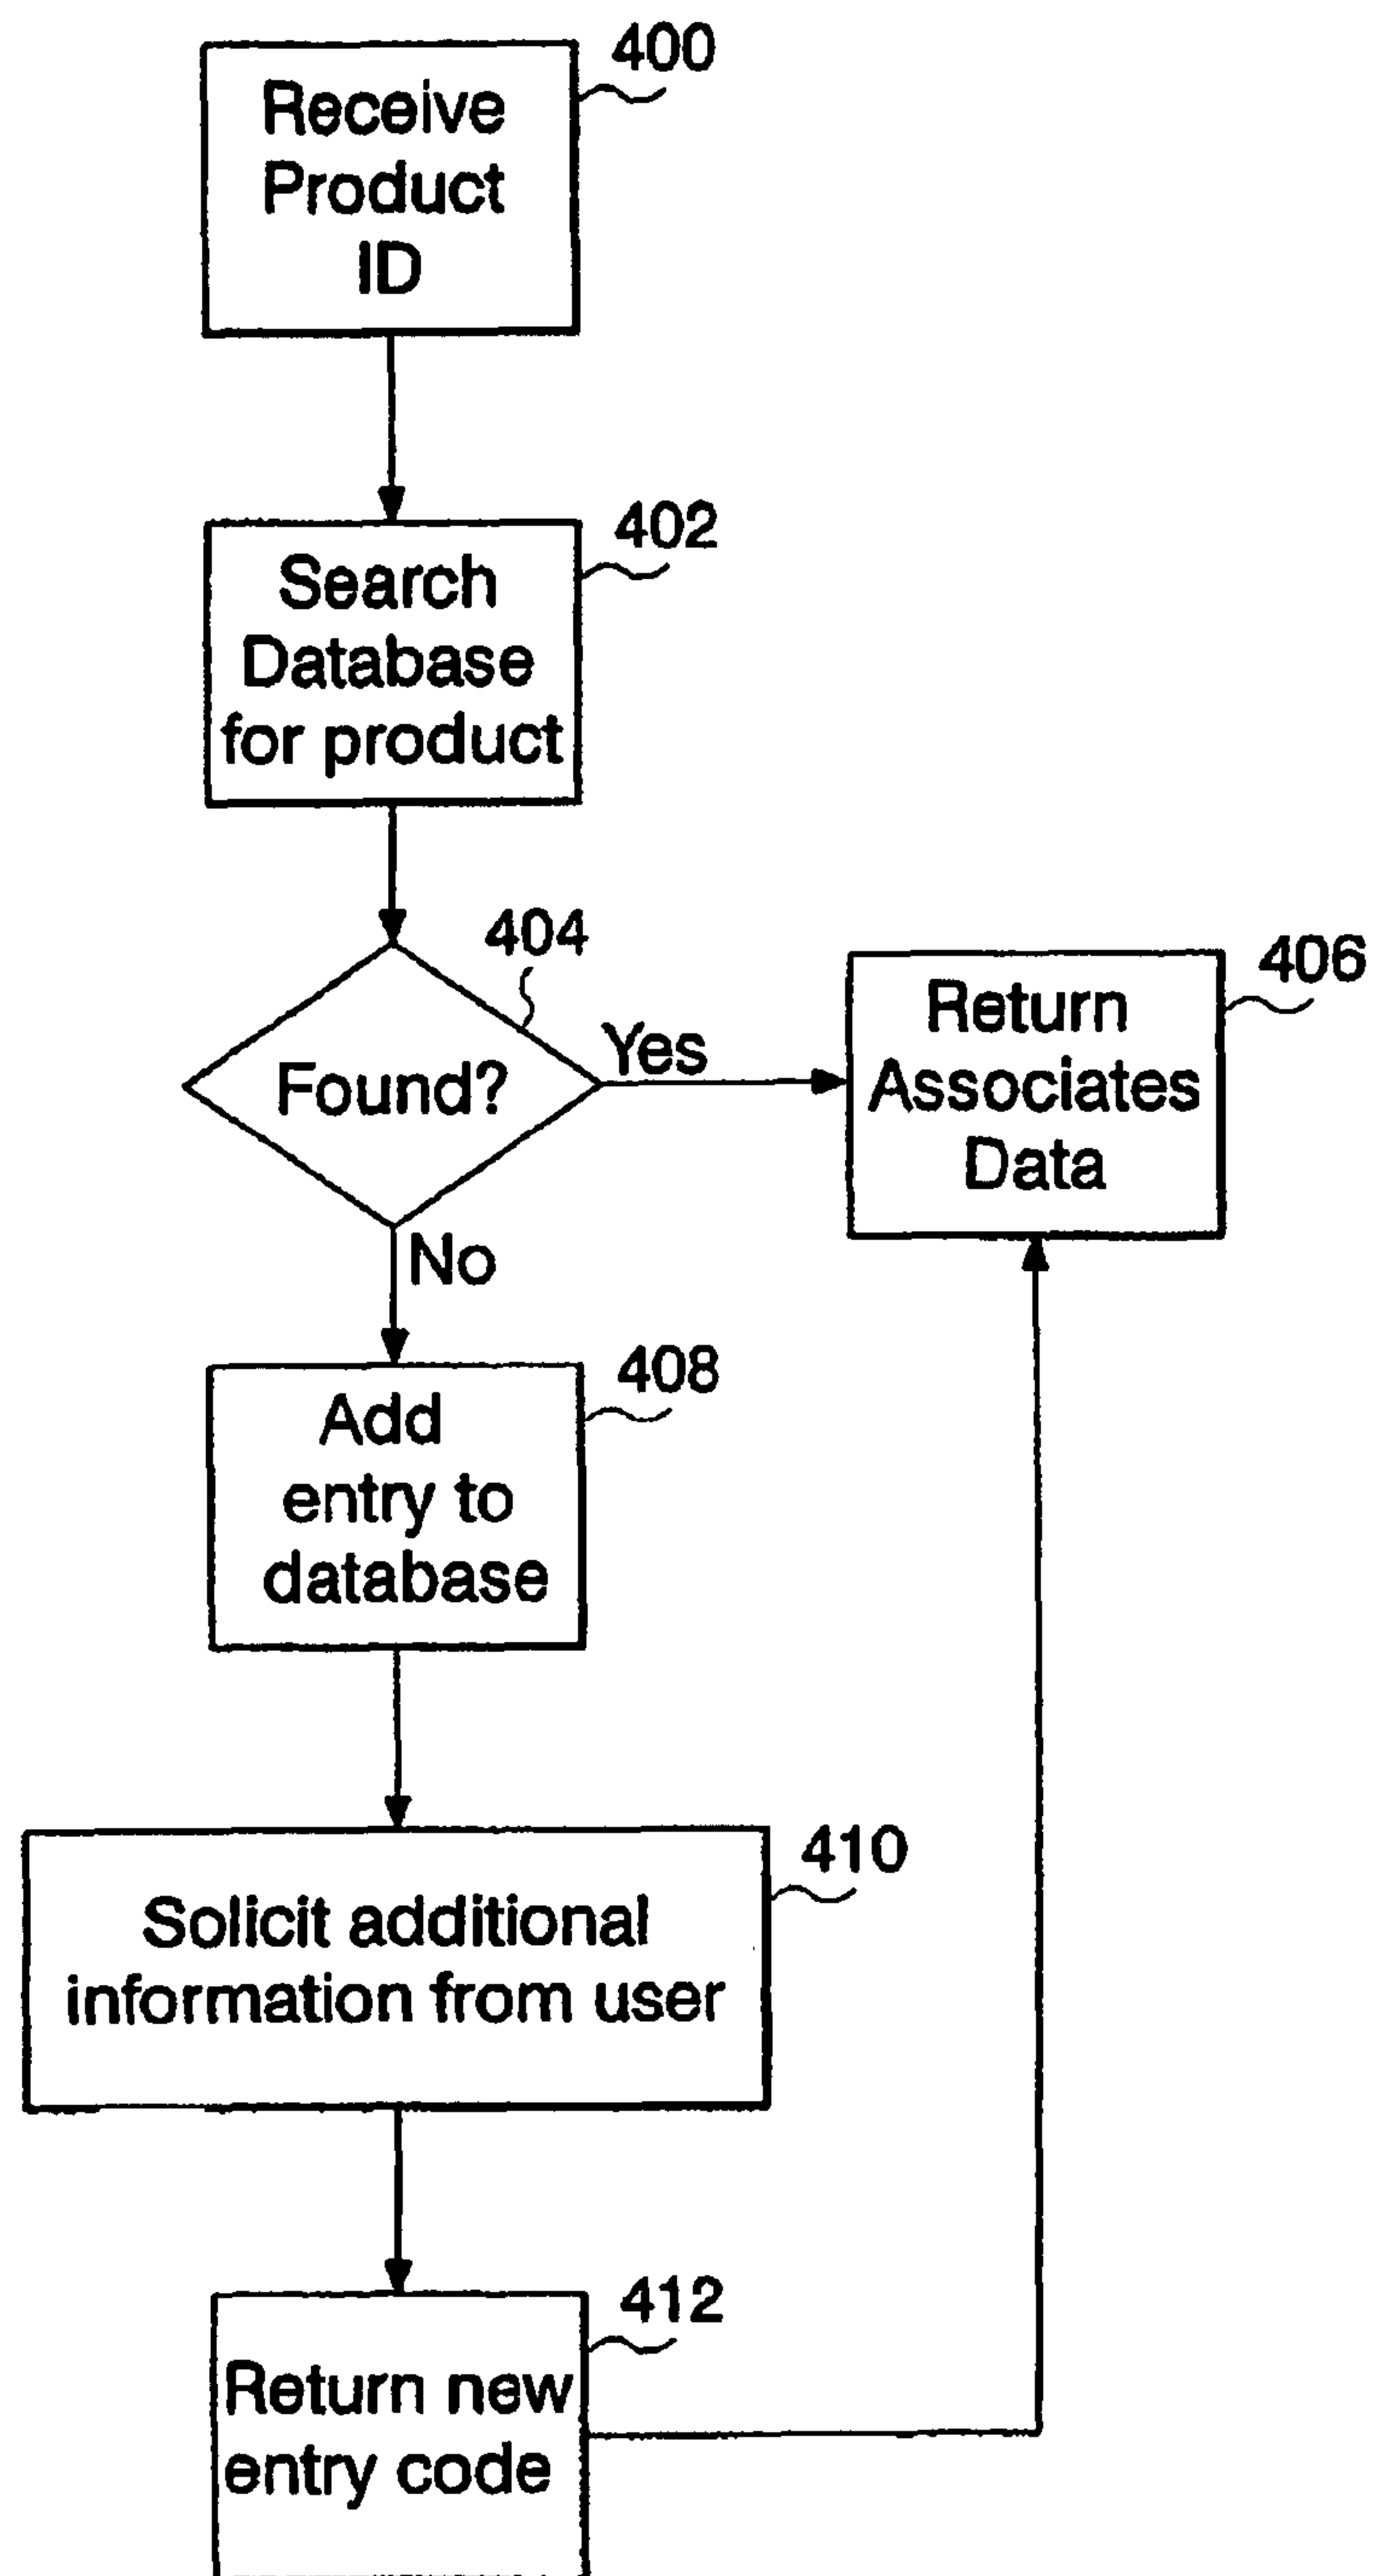 400
Receive
Product
ID
402
Search
Database
for product
404
Found?
Yes
406
Return
Associates
Data
No
408
Add
entry to
database
410
Solicit additional
information from user
412
Return new
entry code